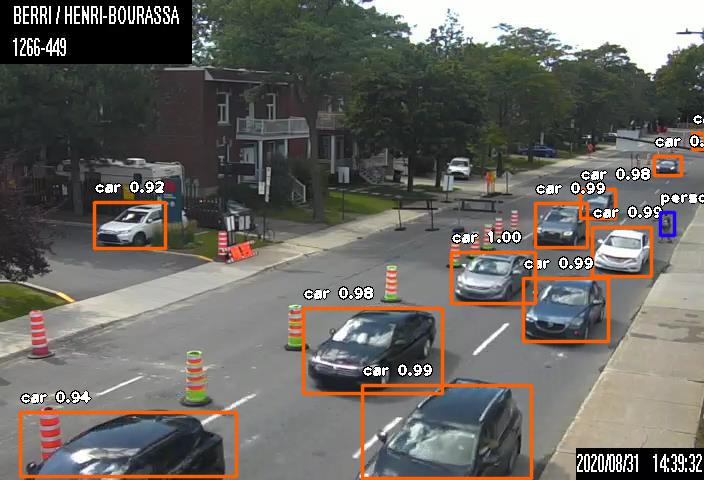 BERRI / HENRI-BOURASSA
1266-449
ca
car 0.
car 0.98
car 0.92
car 0.99
perso
car 0.99
car 1.00
car 0.99
car 0.98
car 0.99
car 0.94
2020/08/31 14:39:32